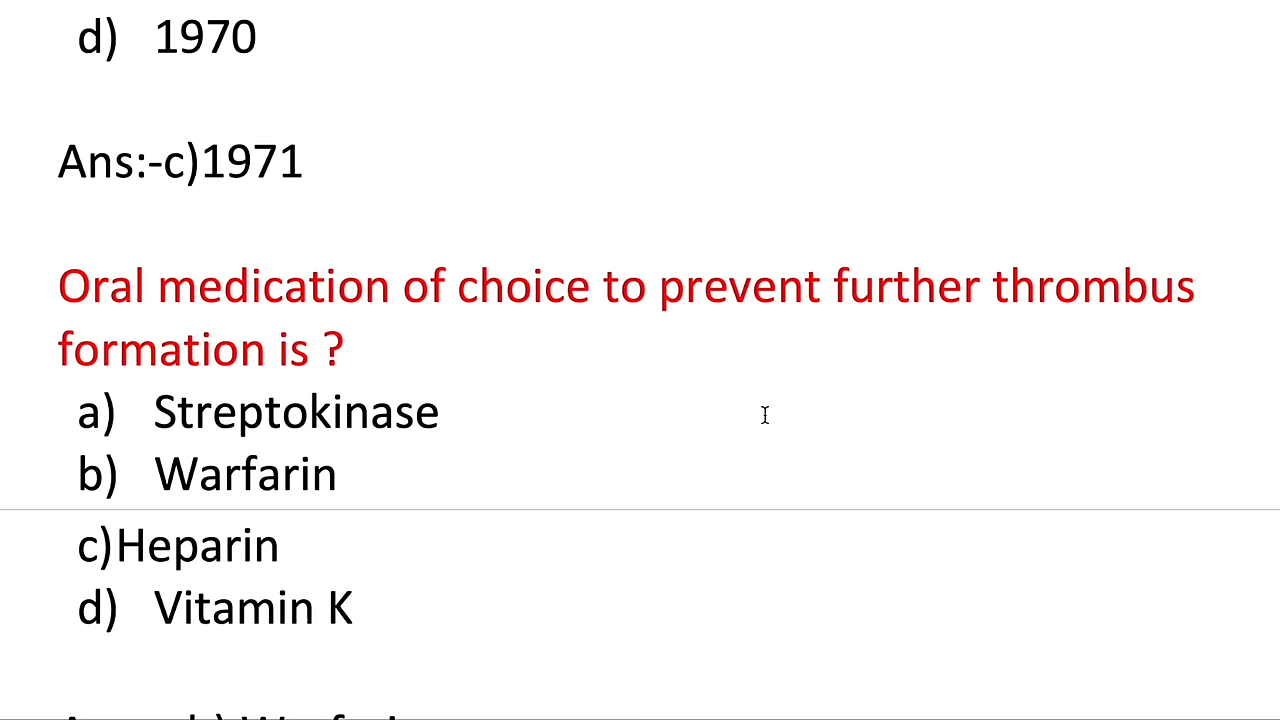 d) 1970
Ans:-c)1971
Oral medication of choice to prevent further thrombus
formation is ?
a) Streptokinase
b) Warfarin
c)Heparin
d) Vitamin K